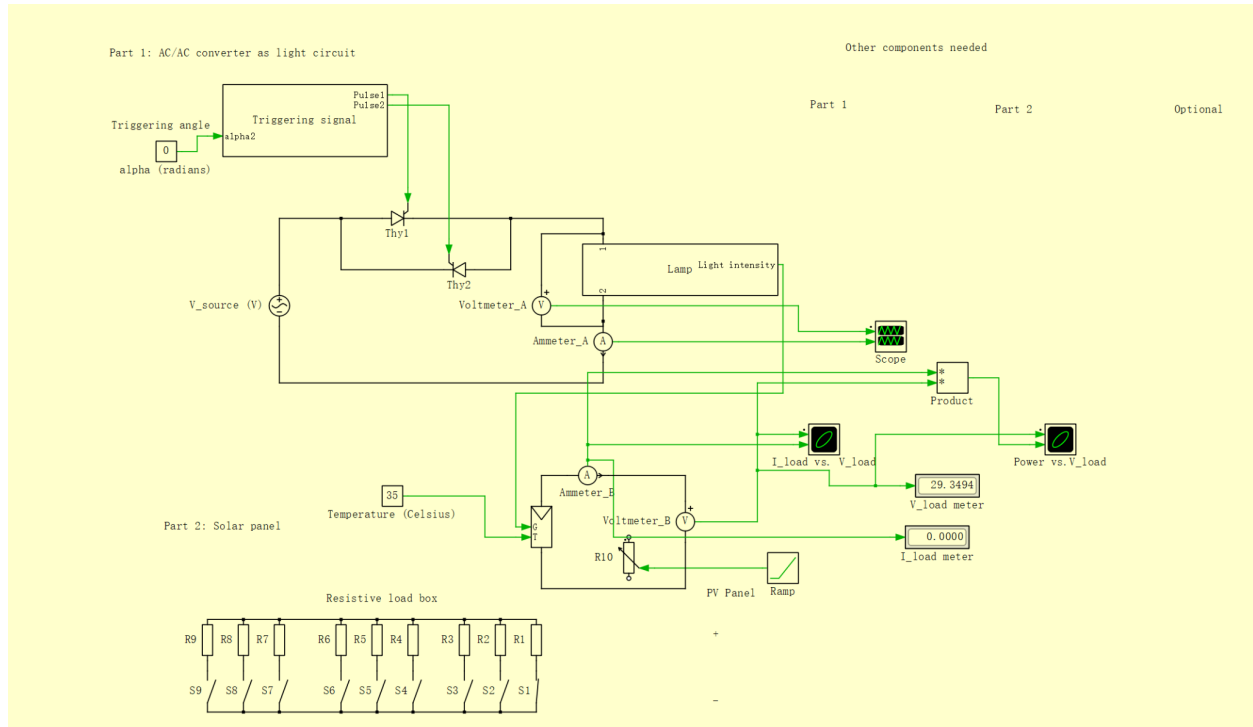 Part 1: AC/AC converter as light circuit
Other components needed
Part 1
Part 2
Optional
Pulse1
Pulse2
Triggering signal
alpha2
Triggering angle
0
alpha (radians)
Thy1
Thy2
1
Lamp
Light intensity
2
V_source (V)
Voltmeter_A
V
+
Ammeter_A
A
Scope
*
*
Product
I_load vs. V_load
Power vs.V_load
A
Ammeter_B
29.3494
V_load meter
35
Temperature (Celsius)
Part 2: Solar panel
G
T
Voltmeter_B
V
+
0.0000
I_load meter
R10
PV Panel
Ramp
Resistive load box
R9 R8 R7 R6 R5 R4 R3 R2 R1
S9 S8 S7 S6 S5 S4 S3 S2 S1
+
-